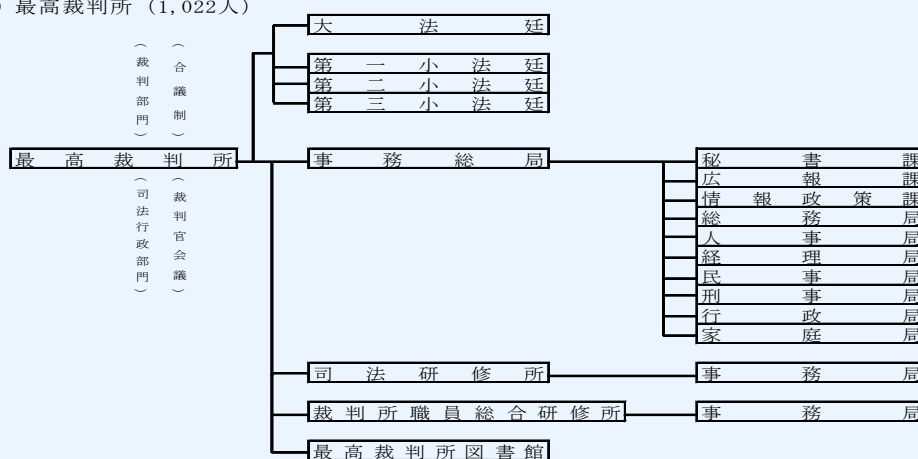 ) 最高裁判所（1,022人）
大法廷
第一小法廷
第二小法廷
第三小法廷
（裁判部門）
（合議制）
最高裁判所
（司法行政部門）
（裁判官会議）
事務総局
秘書課
広報課
情報政策課
総務局
人事局
経理局
民事局
刑事局
行政局
家庭局
司法研修所
事務局
裁判所職員総合研修所
事務局
最高裁判所図書館